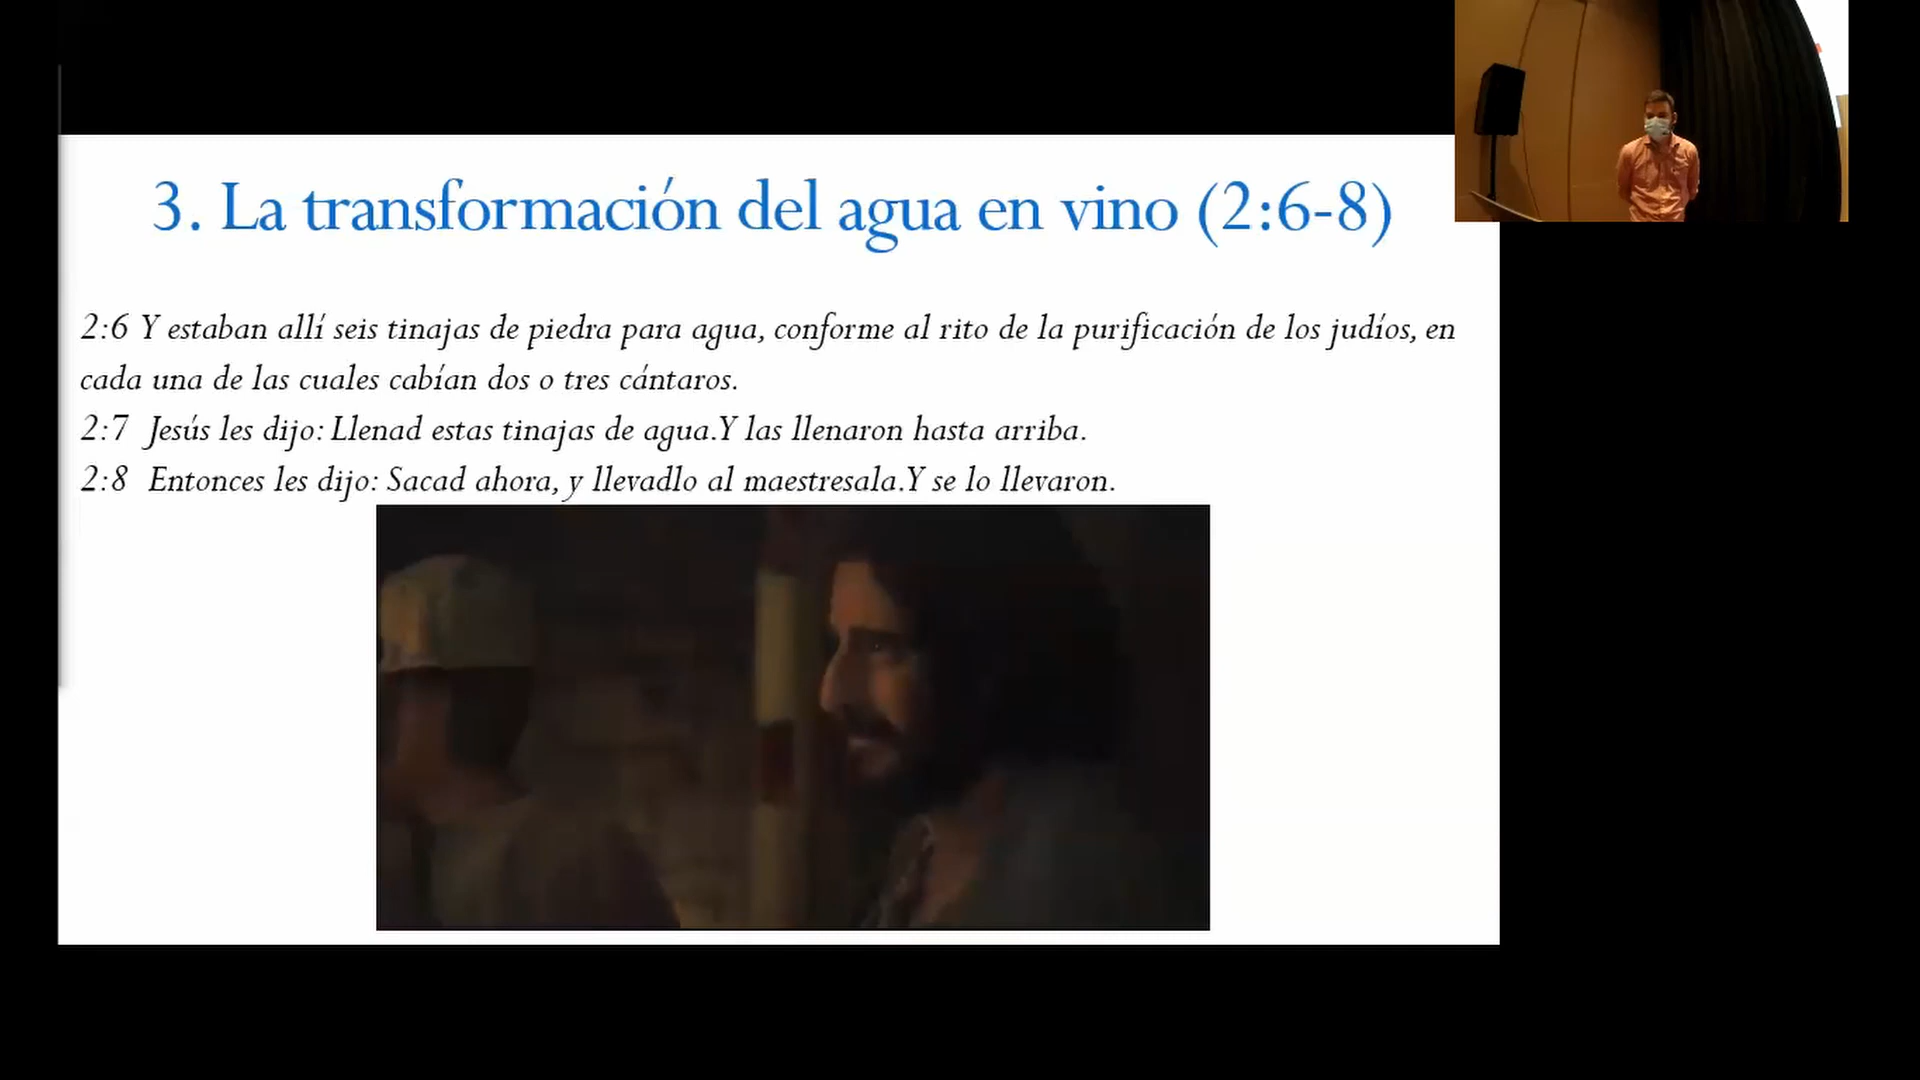 3. La transformación del agua en vino (2:6-8)
2:6 Y estaban allí seis tinajas de piedra para agua, conforme al rito de la purificación de los judíos, en
cada una de las cuales cabían dos o tres cántaros.
2:7 Jesús les dijo: Llenad estas tinajas de agua.Y las llenaron hasta arriba.
2:8 Entonces les dijo: Sacad ahora, y llevadlo al maestresala.Y se lo llevaron.